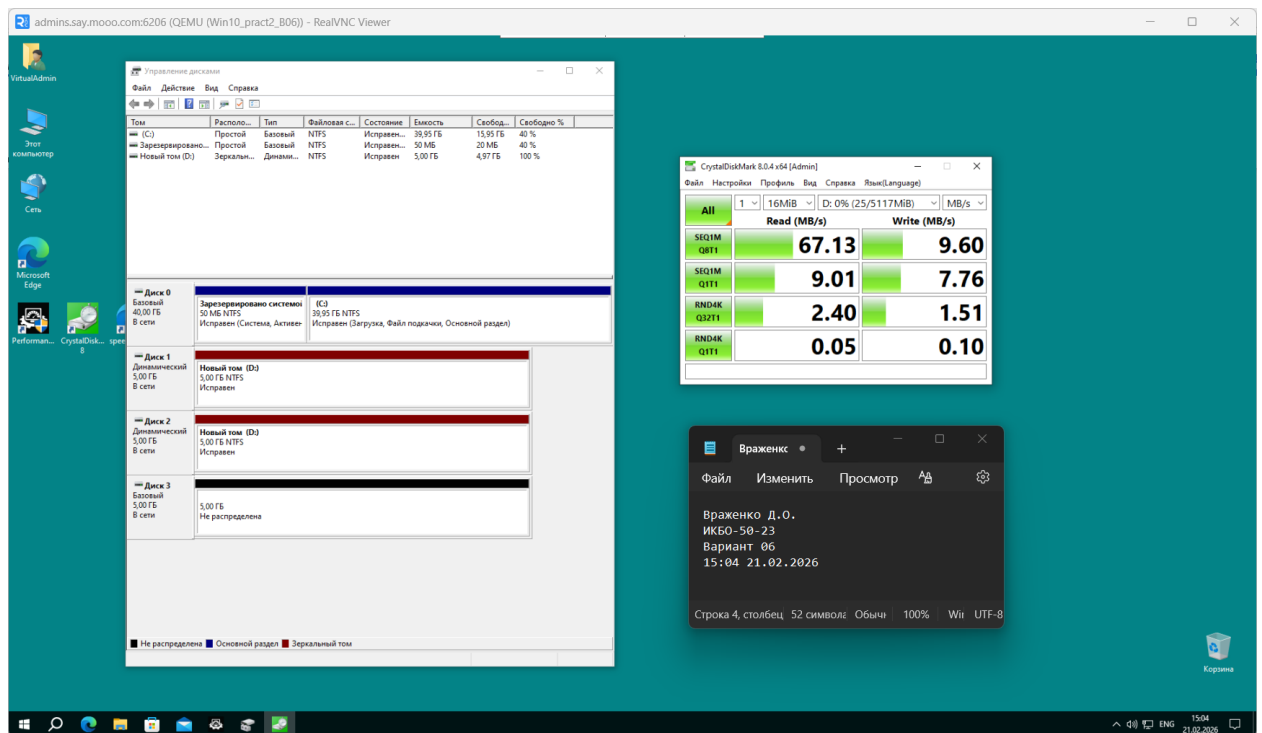 admins.say.mooo.com:6206 (QEMU (Win10_pract2_B06)) - RealVNC Viewer
VirtualAdmin
Этот
компьютер
Сеть
Microsoft
Edge
Performan...
CrystalDisk...
8
spee
Управление дисками
Файл Действие Вид Справка
Том Располо... Тип Файловая с... Состояние Емкость Свобод... Свободно %
(C:) Простой Базовый NTFS Исправен... 39,95 ГБ 15,95 ГБ 40 %
Зарезервировано... Простой Базовый NTFS Исправен... 50 МБ 20 МБ 40 %
Новый том (D:) Зеркальн... Динами... NTFS Исправен 5,00 ГБ 4,97 ГБ 100 %
Диск 0
Базовый
40,00 ГБ
В сети
Зарезервировано системой
50 МБ NTFS
Исправен (Система, Активен
(C:)
39,95 ГБ NTFS
Исправен (Загрузка, Файл подкачки, Основной раздел)
Диск 1
Динамический
5,00 ГБ
В сети
Новый том (D:)
5,00 ГБ NTFS
Исправен
Диск 2
Динамический
5,00 ГБ
В сети
Новый том (D:)
5,00 ГБ NTFS
Исправен
Диск 3
Базовый
5,00 ГБ
В сети
5,00 ГБ
Не распределена
Не распределена Основной раздел Зеркальный том
CrystalDiskMark 8.0.4 x64 [Admin]
Файл Настройки Профиль Вид Справка Язык(Language)
All 1 16MiB D: 0% (25/5117MiB) MB/s
Read (MB/s) Write (MB/s)
SEQ1M
Q8T1
67.13 9.60
SEQ1M
Q1T1
9.01 7.76
RND4K
Q32T1
2.40 1.51
RND4K
Q1T1
0.05 0.10
Враженкс
Файл Изменить Просмотр
Враженко Д.О.
ИКБО-50-23
Вариант 06
15:04 21.02.2026
Строка 4, столбец 52 символа Обычн 100% Win UTF-8
Корзина
ENG
15:04
21.02.2026